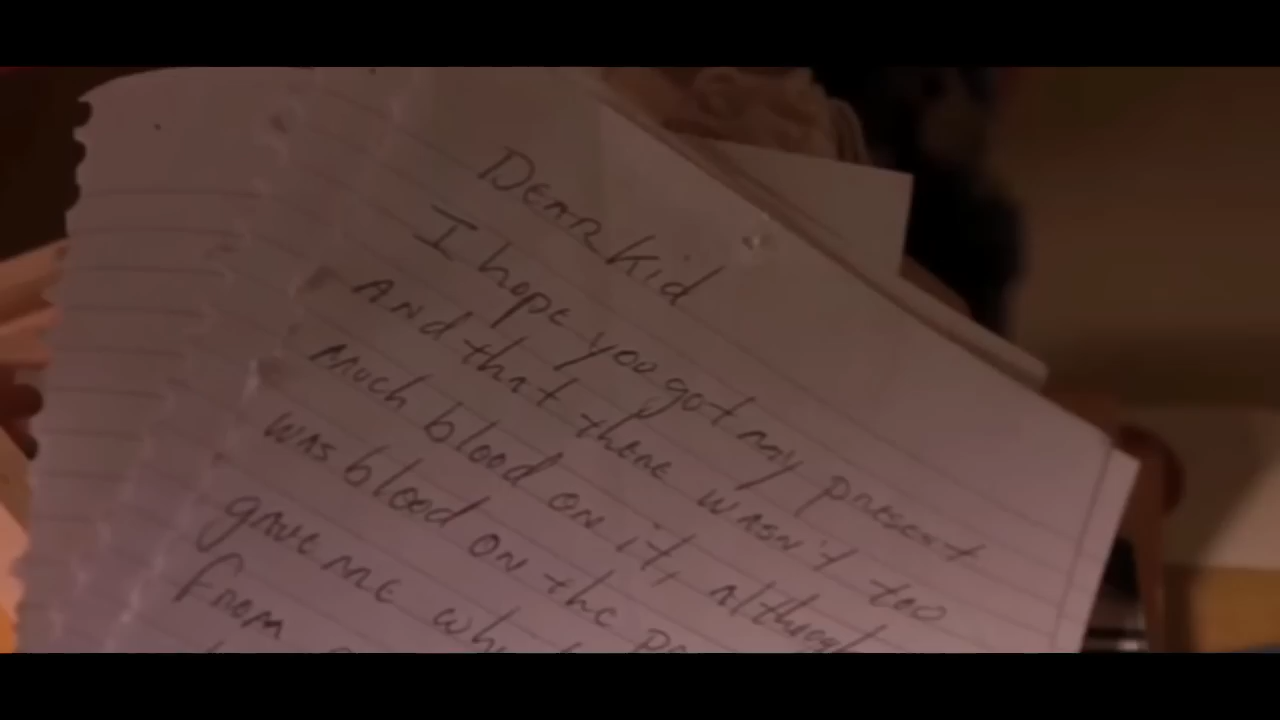 Dear Kid
I hope you got my present
And that there wasn't too
much blood on it, although
was blood on the
gave me
from